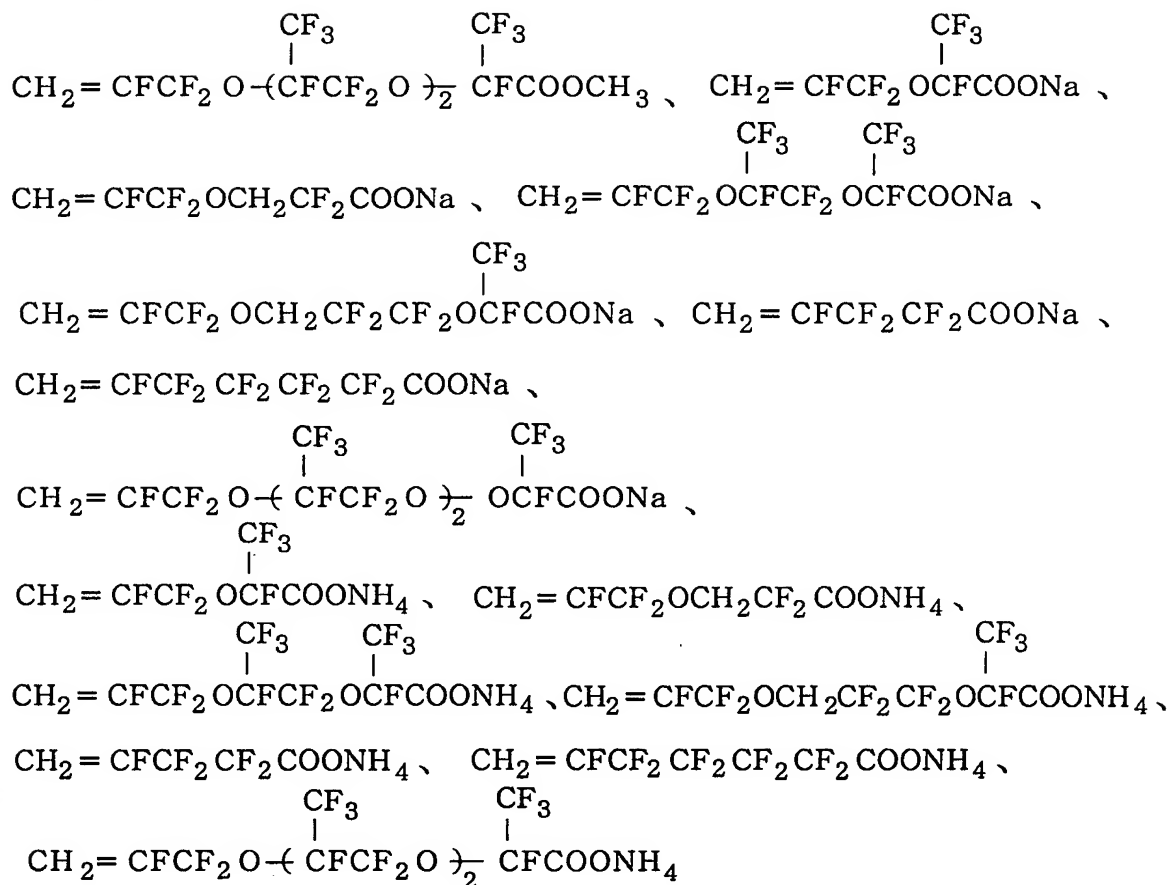 CF3 CF3 CF3
CH2=CFCF2O-(CFCF2O)2-CFCOOCH3、 CH2=CFCF2OCFCOONa、
CF3 CF3
CH2=CFCF2OCH2CF2COONa、 CH2=CFCF2OCFCF2OCFCOONa、
CF3
CH2=CFCF2OCH2CF2CF2OCFCOONa、 CH2=CFCF2CF2COONa、
CH2=CFCF2CF2CF2CF2COONa、
CF3 CF3
CH2=CFCF2O-(CFCF2O)2-OCFCOONa、
CF3
CH2=CFCF2OCFCOONH4、 CH2=CFCF2OCH2CF2COONH4、
CF3 CF3 CF3
CH2=CFCF2OCFCF2OCFCOONH4、CH2=CFCF2OCH2CF2CF2OCFCOONH4、
CH2=CFCF2CF2COONH4、 CH2=CFCF2CF2CF2CF2COONH4、
CF3 CF3
CH2=CFCF2O-(CFCF2O)2-CFCOONH4